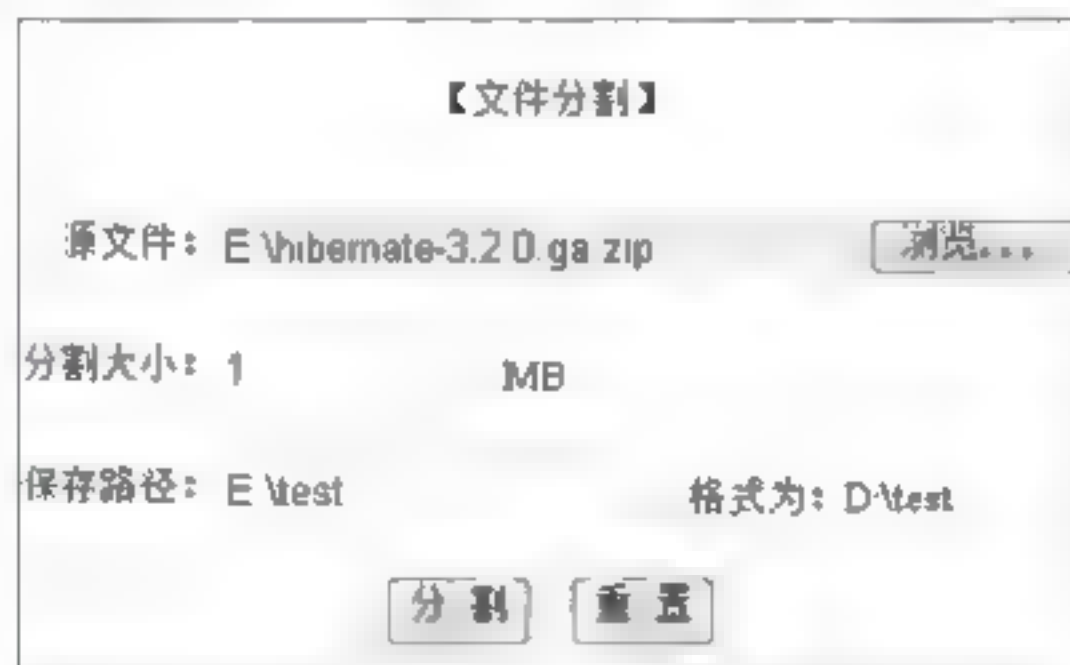 【文件分割】
源文件: E \hibernate-3.2 0.ga zip 浏览...
分割大小: 1 MB
保存路径: E \test 格式为: D:\test
分 割 重 置